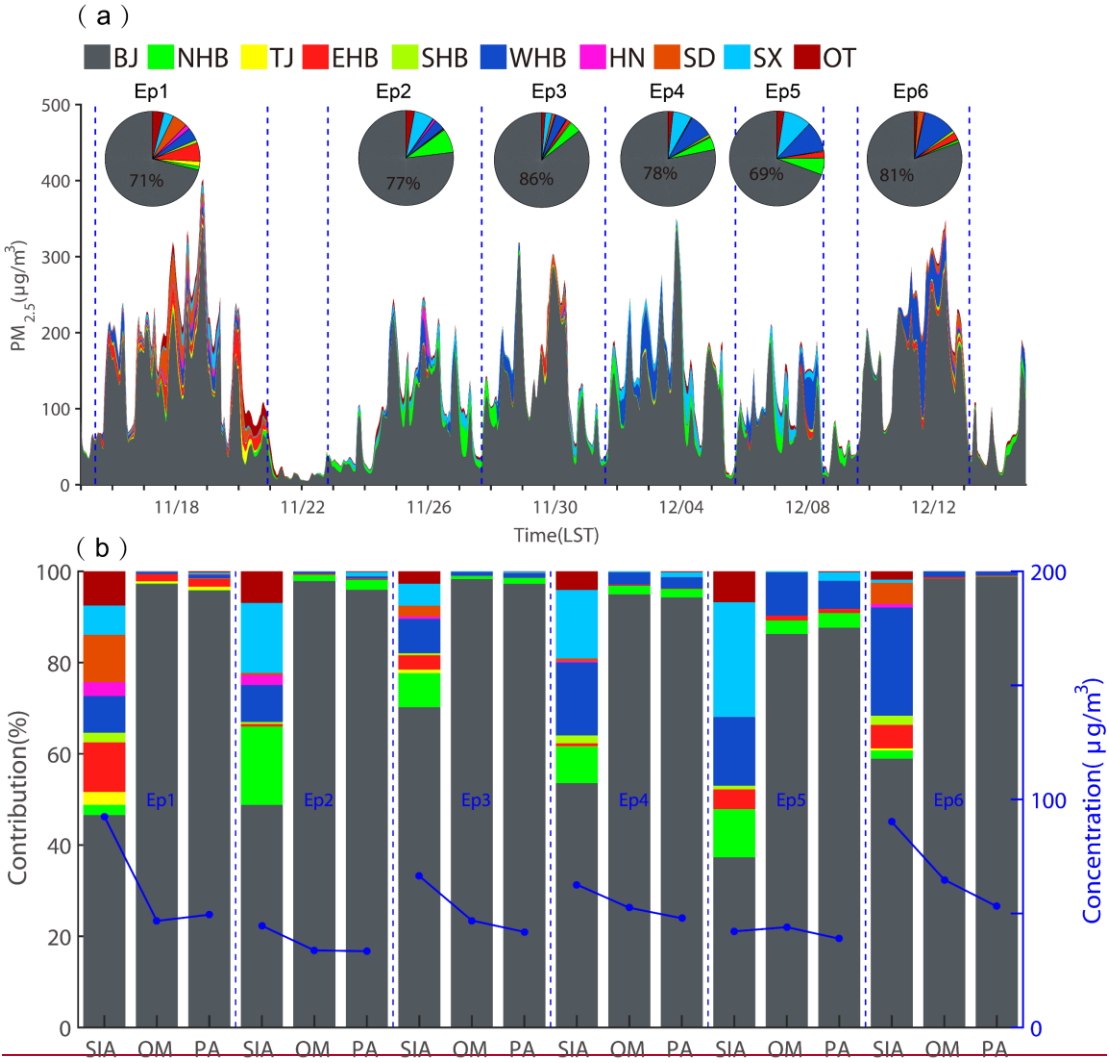 (a)
BJ NHB TJ EHB SHB WHB HN SD SX OT
Ep1 Ep2 Ep3 Ep4 Ep5 Ep6
71% 77% 86% 78% 69% 81%
500
400
300
200
100
0
PM2.5(μg/m³)
11/18 11/22 11/26 11/30 12/04 12/08 12/12
Time(LST)
(b)
100
80
60
40
20
0
Contribution(%)
Ep1 Ep2 Ep3 Ep4 Ep5 Ep6
200
100
0
Concentration( μg/m³)
SIA OM PA SIA OM PA SIA OM PA SIA OM PA SIA OM PA SIA OM PA